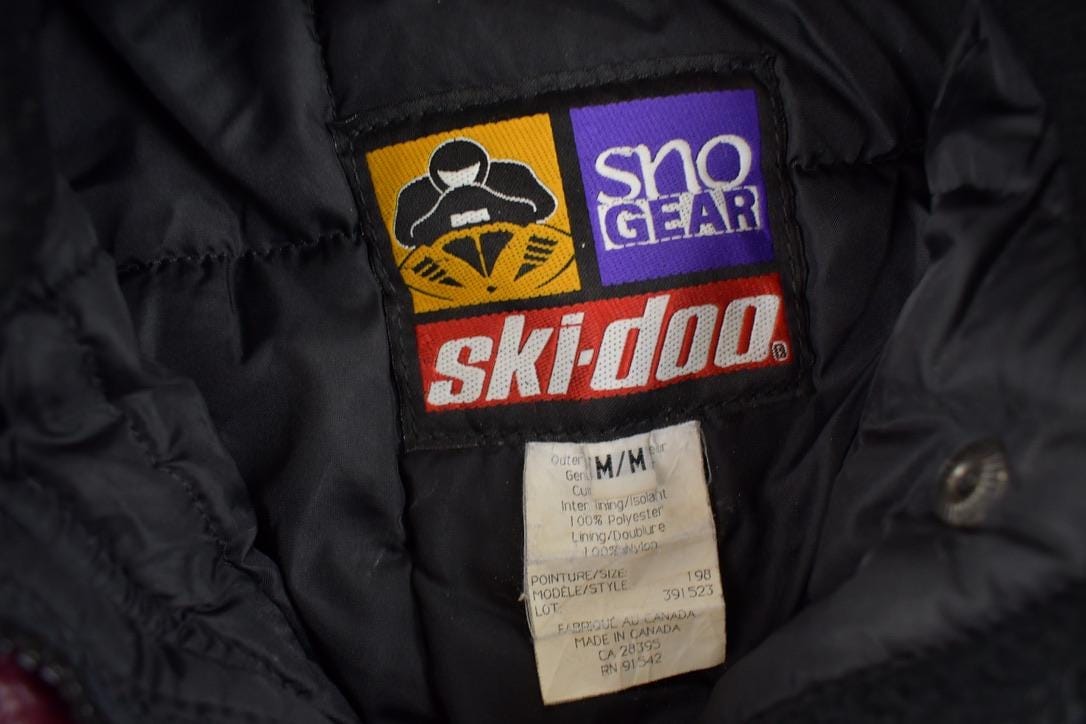 sno
GEAR
ski-doo®
M/M
Outer
Inter lining/Isolant
100% Polyester
Lining/Doublure
100% Nylon
POINTURE/SIZE: 198
MODÈLE/STYLE: 391523
LOT:
FABRIQUÉ AU CANADA
MADE IN CANADA
CA 28395
RN 91542